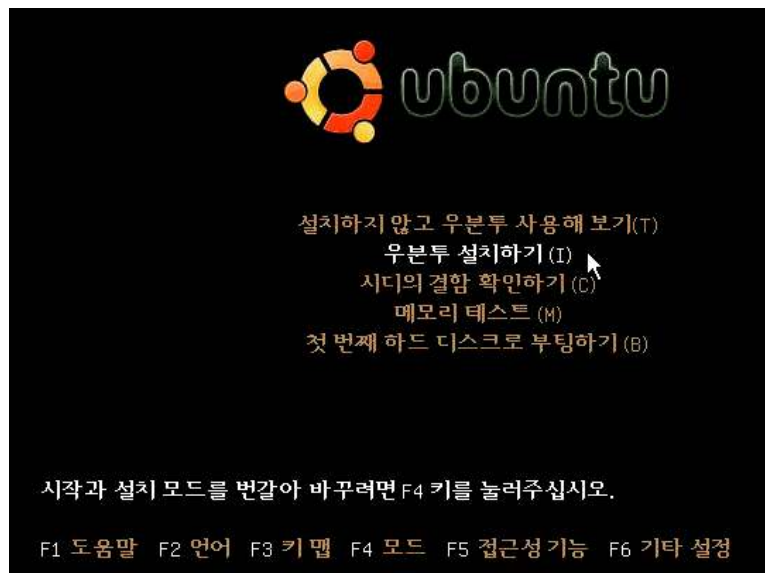 ubuntu
설치하지 않고 우분투 사용해 보기(T)
우분투 설치하기(I)
시디의 결함 확인하기(C)
메모리 테스트(M)
첫 번째 하드 디스크로 부팅하기(B)
시작과 설치 모드를 번갈아 바꾸려면 F4 키를 눌러주십시오.
F1 도움말 F2 언어 F3 키 맵 F4 모드 F5 접근성 기능 F6 기타 설정